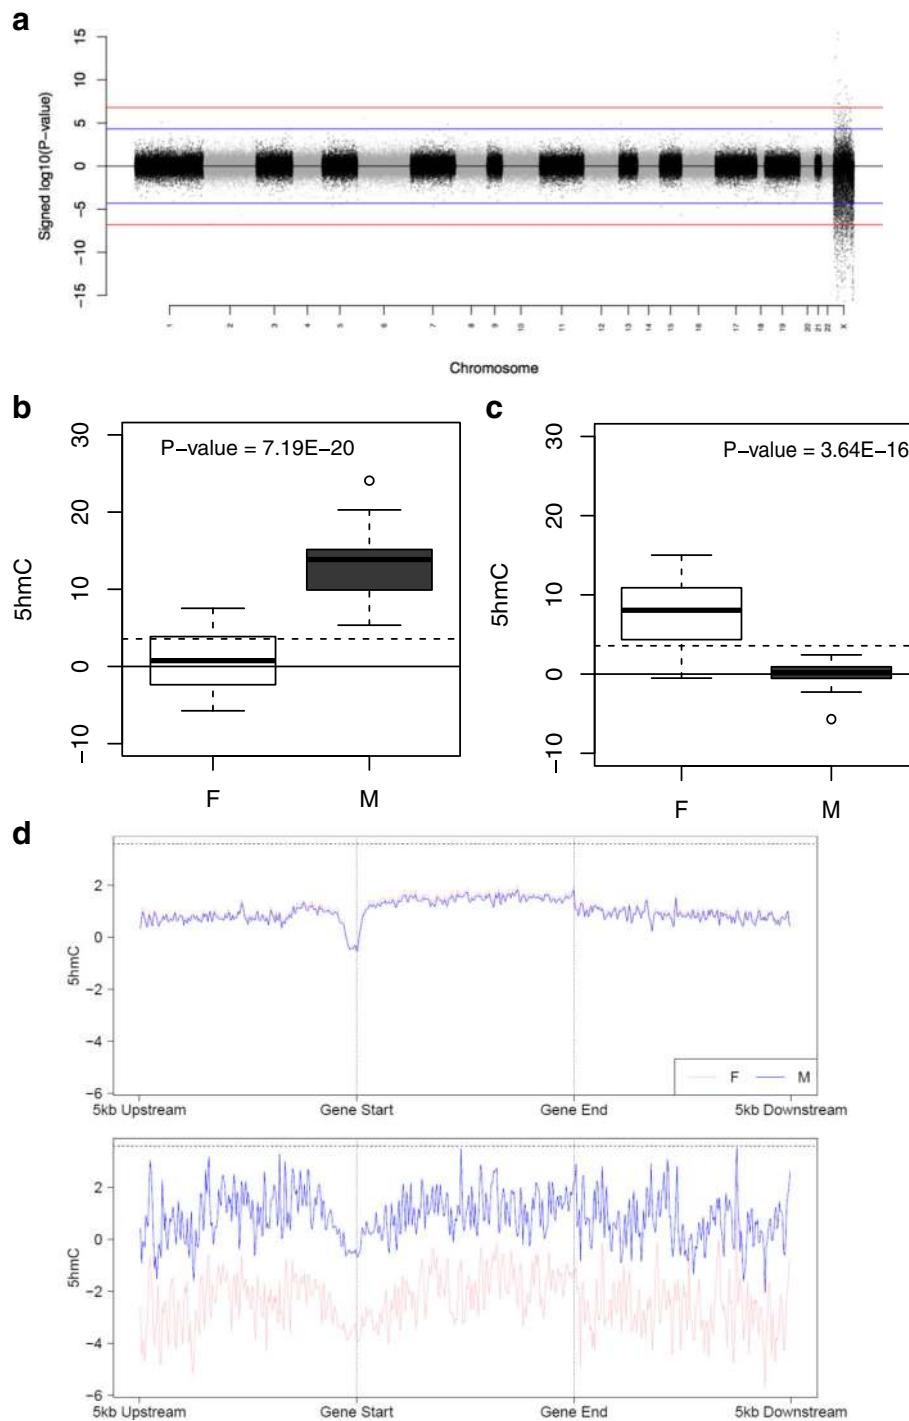 a
Signed log10(P−value)
15
10
5
0
−5
−10
−15
1 2 3 4 5 6 7 8 9 10 11 12 13 14 15 16 17 18 19 20 21 22 X
Chromosome
b
P−value = 7.19E−20
5hmC
30
20
10
0
−10
F M
c
P−value = 3.64E−16
5hmC
30
20
10
0
−10
F M
d
5hmC
2
0
−2
−4
−6
F M
5kb Upstream Gene Start Gene End 5kb Downstream
5hmC
2
0
−2
−4
−6
5kb Upstream Gene Start Gene End 5kb Downstream